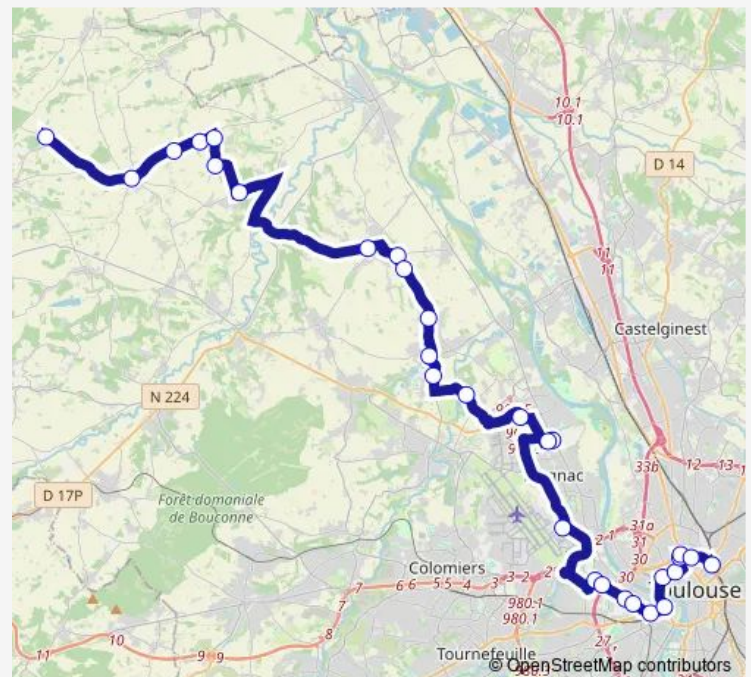 10.1
10.1
D 14
11
11
Castelginest
N 224
33b
12
13
D 17P
Forêt domaniale
de Bouconne
gnac
31a
31
30
30
2
1
Colomiers
6
6
5.5
4
3
3
2
7
7
980.1
980.1
oulouse
8
9
9
10
11
27
Tournefeuille
© OpenStreetMap contributors